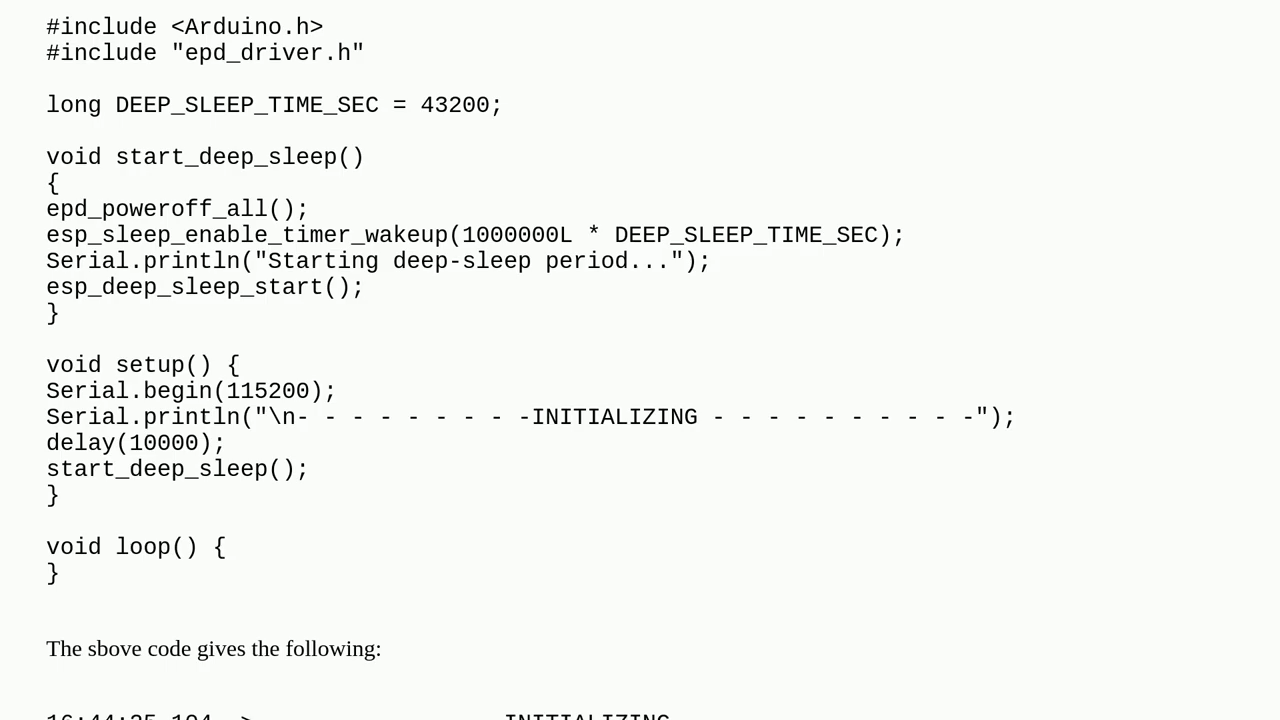 #include <Arduino.h>
#include "epd_driver.h"
long DEEP_SLEEP_TIME_SEC = 43200;
void start_deep_sleep()
{
epd_poweroff_all();
esp_sleep_enable_timer_wakeup(1000000L * DEEP_SLEEP_TIME_SEC);
Serial.println("Starting deep-sleep period...");
esp_deep_sleep_start();
}
void setup() {
Serial.begin(115200);
Serial.println("\n- - - - - - - - -INITIALIZING - - - - - - - - - -");
delay(10000);
start_deep_sleep();
}
void loop() {
}
The sbove code gives the following:
INITIALIZING